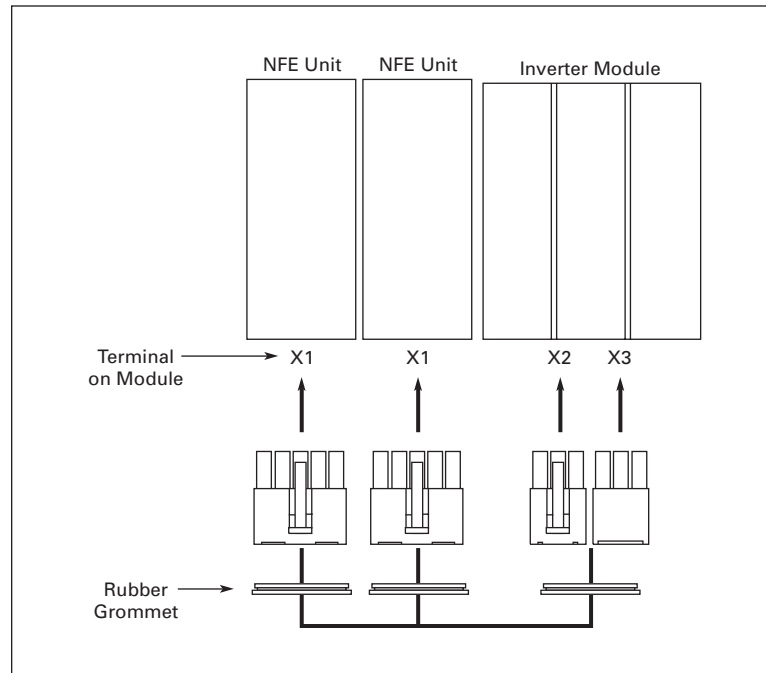 NFE Unit
NFE Unit
Inverter Module
Terminal
on Module
X1
X1
X2
X3
Rubber
Grommet